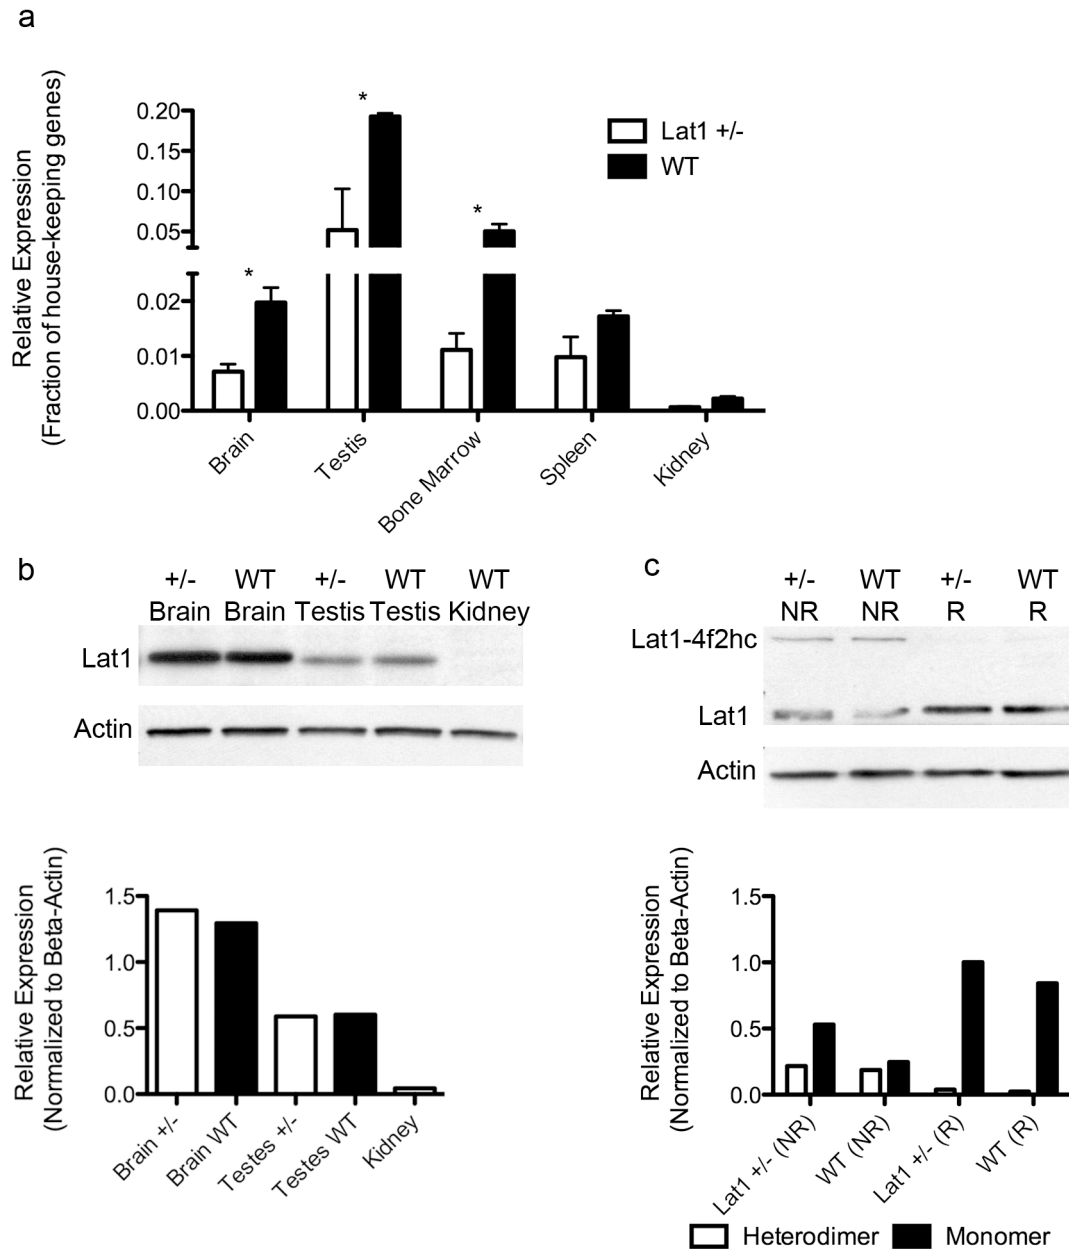 a
Relative Expression
(Fraction of house-keeping genes)
0.20
0.15
0.10
0.05
0.02
0.01
0.00
*
*
*
Lat1 +/-
WT
Brain
Testis
Bone Marrow
Spleen
Kidney
b
+/- WT +/- WT WT
Brain Brain Testis Testis Kidney
Lat1
Actin
Relative Expression
(Normalized to Beta-Actin)
1.5
1.0
0.5
0.0
Brain +/-
Brain WT
Testes +/-
Testes WT
Kidney
c
+/- WT +/- WT
NR NR R R
Lat1-4f2hc
Lat1
Actin
Relative Expression
(Normalized to Beta-Actin)
1.5
1.0
0.5
0.0
Lat1 +/- (NR)
WT (NR)
Lat1 +/- (R)
WT (R)
Heterodimer Monomer